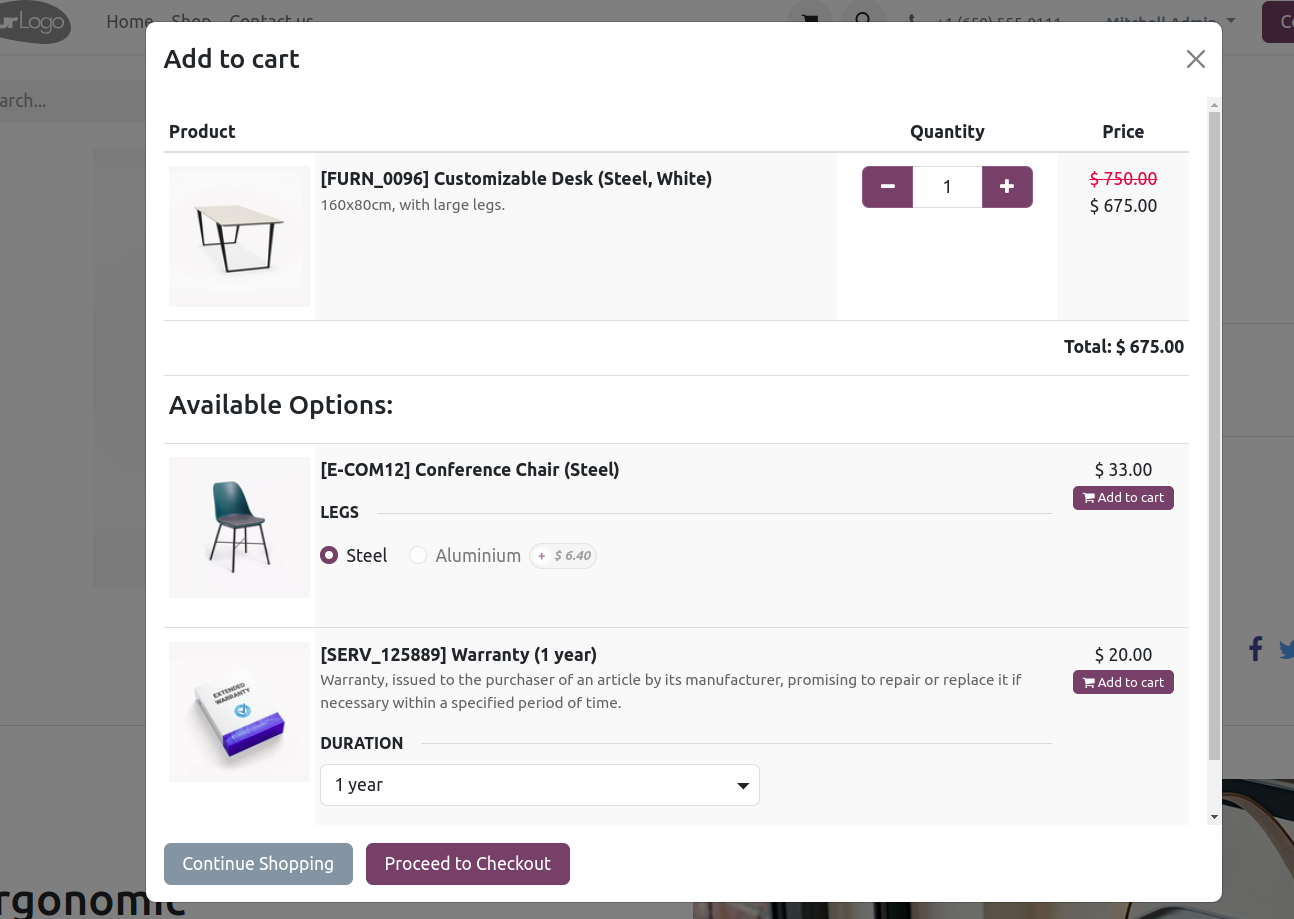 urLogo
Home Shop Contact us
+1 (650) 555-0111
Mitchell Admin
Add to cart
arch...
Product Quantity Price
[FURN_0096] Customizable Desk (Steel, White)
160x80cm, with large legs.
1
$ 750.00
$ 675.00
Total: $ 675.00
Available Options:
[E-COM12] Conference Chair (Steel)
$ 33.00
Add to cart
LEGS
Steel Aluminium + $ 6.40
EXTENDED
WARRANTY
[SERV_125889] Warranty (1 year)
$ 20.00
Warranty, issued to the purchaser of an article by its manufacturer, promising to repair or replace it if
necessary within a specified period of time.
Add to cart
DURATION
1 year
Continue Shopping Proceed to Checkout
rgonomic